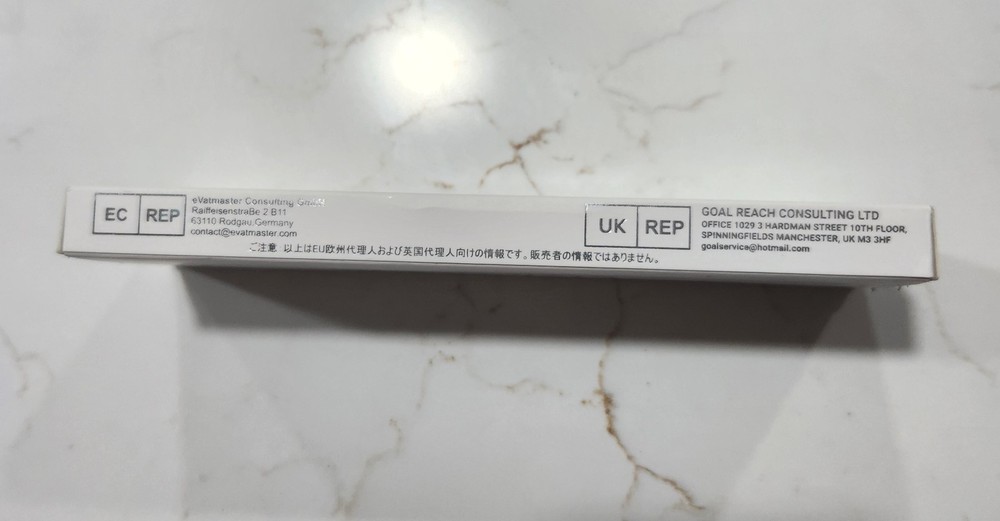 EC REP
eVatmaster Consulting GmbH
Raiffeisenstraße 2 B11
63110 Rodgau,Germany
contact@evatmaster.com
UK REP
GOAL REACH CONSULTING LTD
OFFICE 1029 3 HARDMAN STREET 10TH FLOOR,
SPINNINGFIELDS MANCHESTER, UK M3 3HF
goalservice@hotmail.com
ご注意：以上はEU欧州代理人および英国代理人向けの情報です。販売者の情報ではありません。